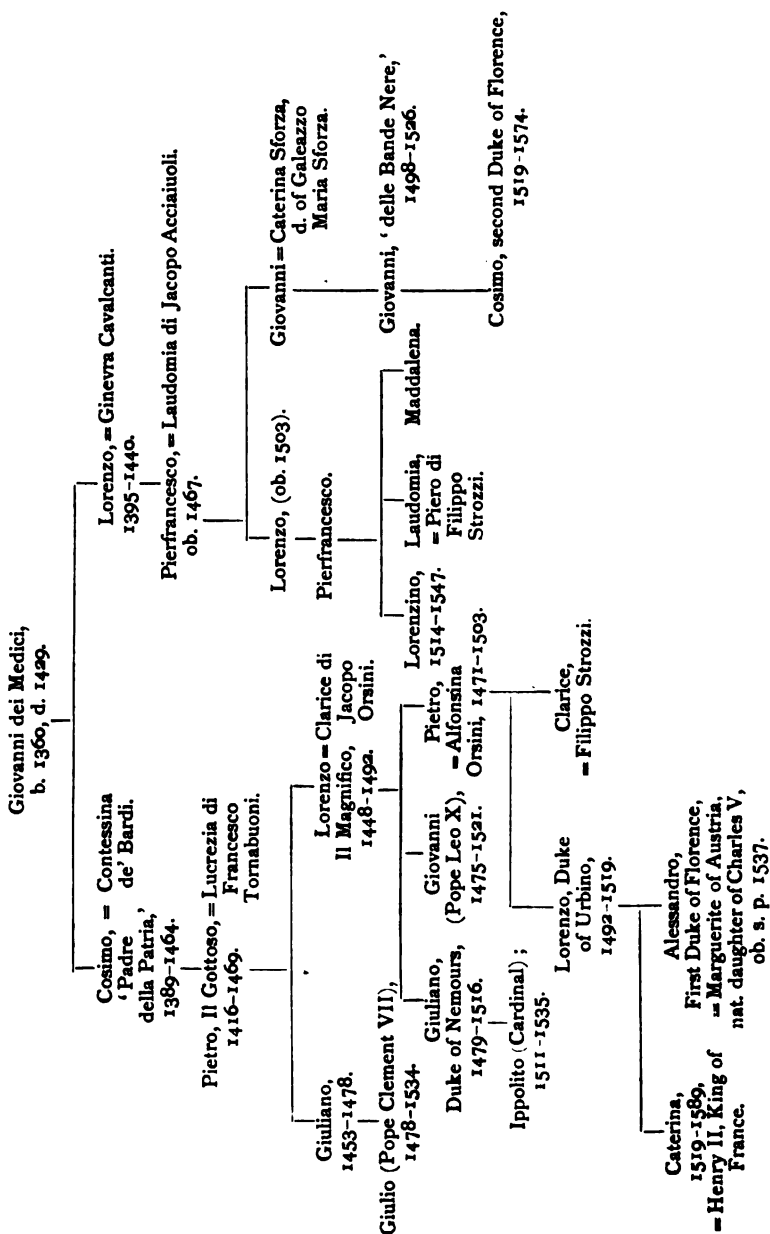 Giovanni dei Medici,
b. 1360, d. 1429.
Cosimo, = Contessina
'Padre de' Bardi.
della Patria,'
1389-1464.
Lorenzo, = Ginevra Cavalcanti.
1395-1440.
Pietro, Il Gottoso, = Lucrezia di
1416-1469. Francesco
Tornabuoni.
Pierfrancesco, = Laudomia di Jacopo Acciaiuoli.
ob. 1467.
Giuliano,
1453-1478.
Lorenzo = Clarice di
Il Magnifico, Jacopo
1448-1492. Orsini.
Lorenzo, (ob. 1503).
Giovanni = Caterina Sforza,
d. of Galeazzo
Maria Sforza.
Giulio (Pope Clement VII),
1478-1534.
Giuliano,
Duke of Nemours,
1479-1516.
Giovanni
(Pope Leo X),
1475-1521.
Pietro,
= Alfonsina
Orsini, 1471-1503.
Pierfrancesco.
Giovanni, 'delle Bande Nere,'
1498-1526.
Lorenzino,
1514-1547.
Laudomia,
= Piero di
Filippo
Strozzi.
Maddalena.
Cosimo, second Duke of Florence,
1519-1574.
Ippolito (Cardinal) ;
1511-1535.
Lorenzo, Duke
of Urbino,
1492-1519.
Clarice,
= Filippo Strozzi.
Caterina,
1519-1589,
= Henry II, King of
France.
Alessandro,
First Duke of Florence,
= Marguerite of Austria,
nat. daughter of Charles V,
ob. s. p. 1537.